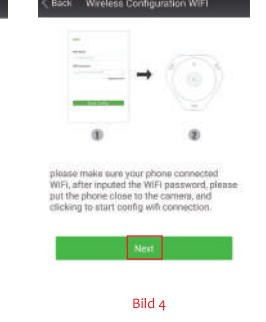 Back Wireless Configuration WIFI
1 2
please make sure your phone connected
WiFi, after inputed the WiFi password, please
put the phone close to the camera, and
clicking to start config wifi connection.
Next
Bild 4